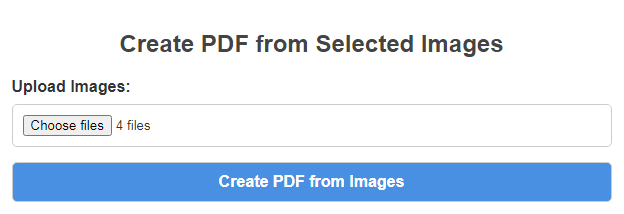 Create PDF from Selected Images
Upload Images:
Choose files 4 files
Create PDF from Images